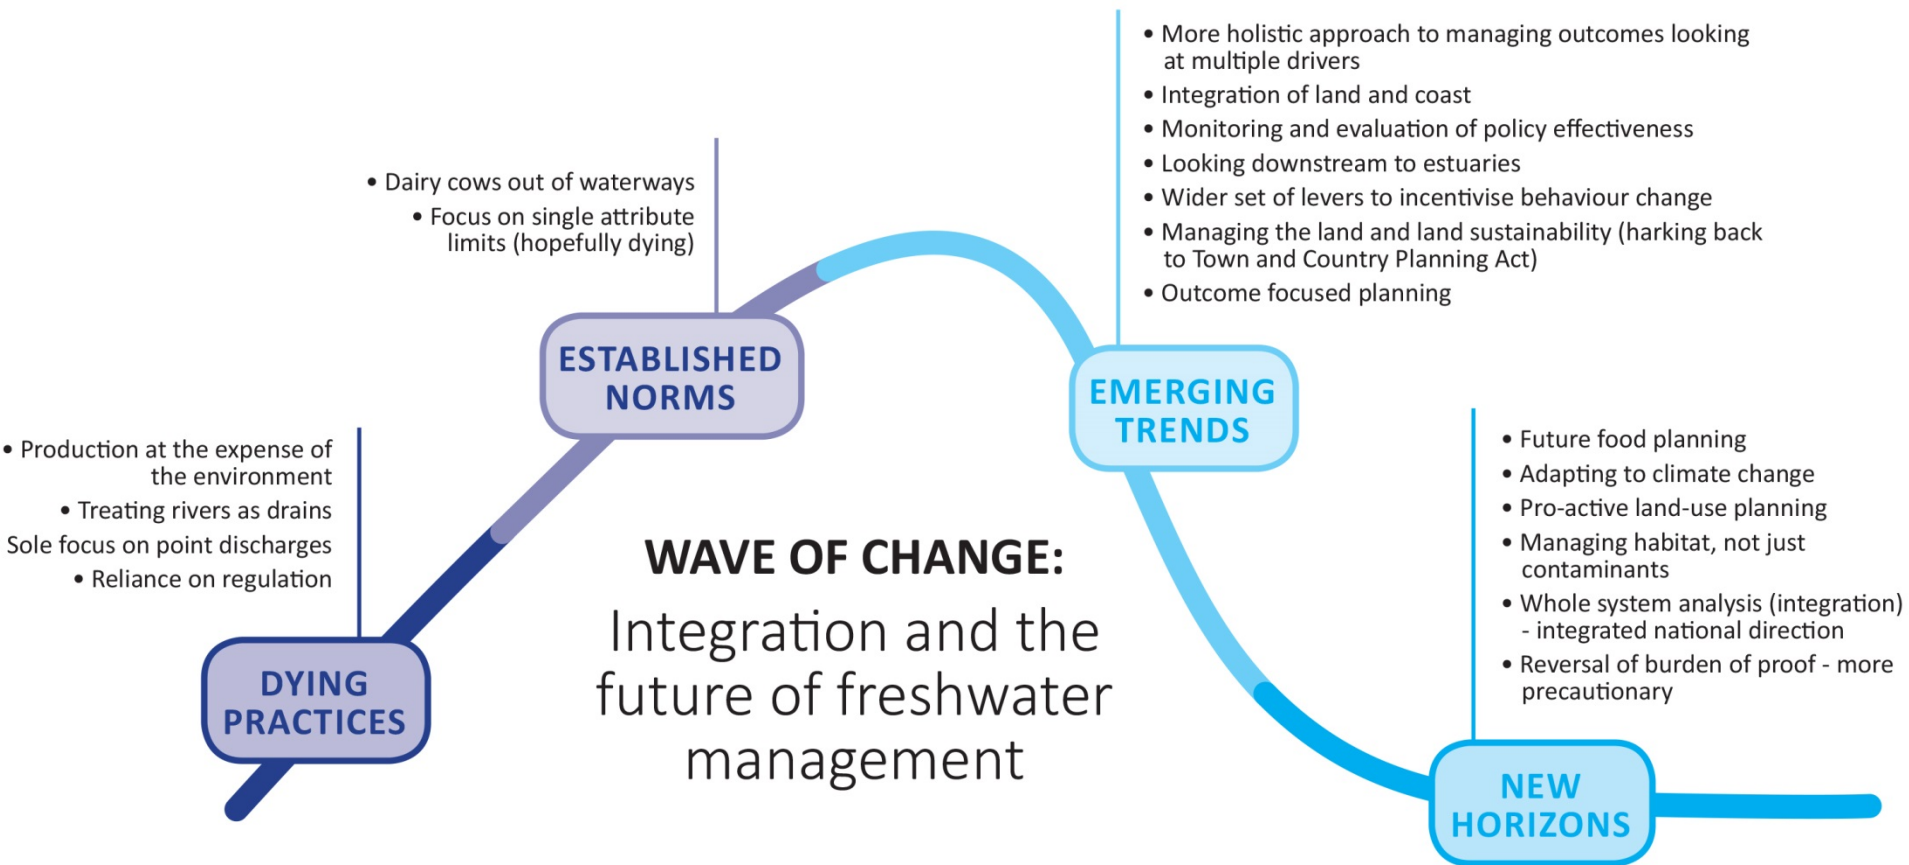 • Production at the expense of
the environment
• Treating rivers as drains
Sole focus on point discharges
• Reliance on regulation
DYING
PRACTICES
• Dairy cows out of waterways
• Focus on single attribute
limits (hopefully dying)
ESTABLISHED
NORMS
• More holistic approach to managing outcomes looking
at multiple drivers
• Integration of land and coast
• Monitoring and evaluation of policy effectiveness
• Looking downstream to estuaries
• Wider set of levers to incentivise behaviour change
• Managing the land and land sustainability (harking back
to Town and Country Planning Act)
• Outcome focused planning
EMERGING
TRENDS
• Future food planning
• Adapting to climate change
• Pro-active land-use planning
• Managing habitat, not just
contaminants
• Whole system analysis (integration)
- integrated national direction
• Reversal of burden of proof - more
precautionary
NEW
HORIZONS
WAVE OF CHANGE:
Integration and the
future of freshwater
management